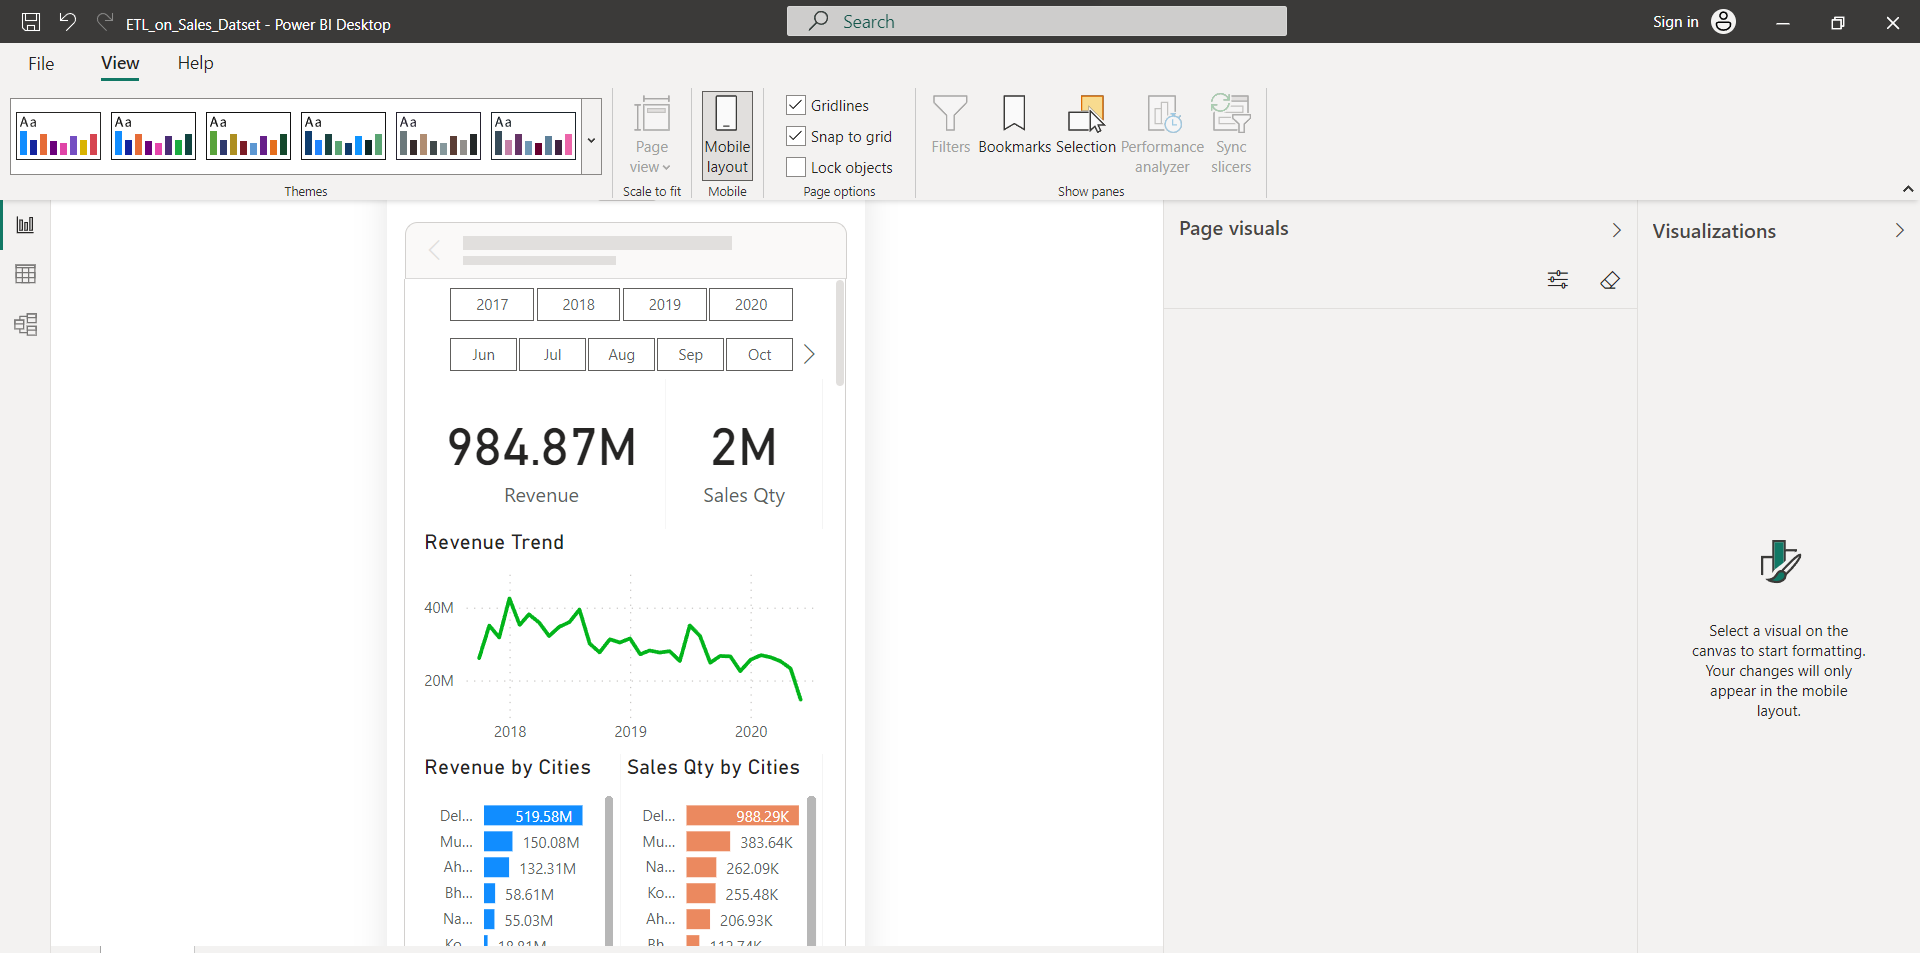 ETL_on_Sales_Datset - Power BI Desktop
Search
Sign in
File View Help
Aa Aa Aa Aa Aa Aa
Themes
Page view
Scale to fit
Mobile layout
Mobile
Gridlines
Snap to grid
Lock objects
Page options
Filters
Bookmarks
Selection
Performance analyzer
Sync slicers
Show panes
2017 2018 2019 2020
Jun Jul Aug Sep Oct
984.87M
Revenue
2M
Sales Qty
Revenue Trend
40M
20M
2018 2019 2020
Revenue by Cities
Del... 519.58M
Mu... 150.08M
Ah... 132.31M
Bh... 58.61M
Na... 55.03M
Sales Qty by Cities
Del... 988.29K
Mu... 383.64K
Na... 262.09K
Ko... 255.48K
Ah... 206.93K
Page visuals
Visualizations
Select a visual on the
canvas to start formatting.
Your changes will only
appear in the mobile
layout.